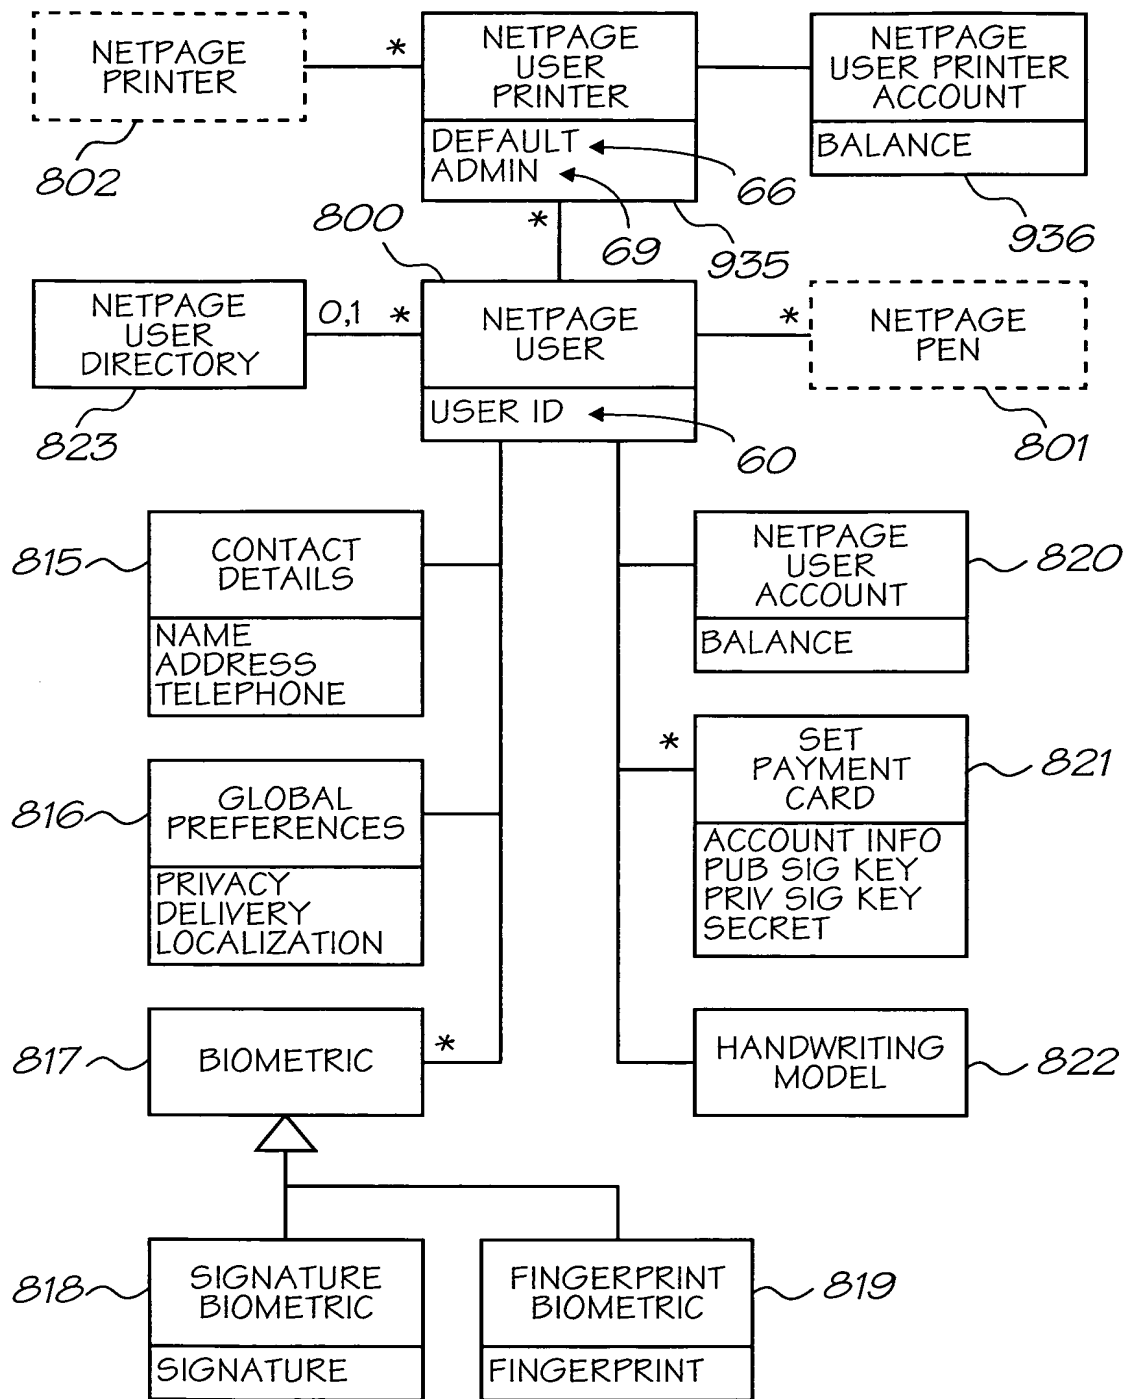 NETPAGE
PRINTER
802
*
NETPAGE
USER
PRINTER
DEFAULT
ADMIN
66
69
935
*
NETPAGE
USER PRINTER
ACCOUNT
BALANCE
936
800
NETPAGE
USER
DIRECTORY
823
0,1 *
NETPAGE
USER
USER ID
60
*
NETPAGE
PEN
801
815
CONTACT
DETAILS
NAME
ADDRESS
TELEPHONE
NETPAGE
USER
ACCOUNT
BALANCE
820
816
GLOBAL
PREFERENCES
PRIVACY
DELIVERY
LOCALIZATION
*
SET
PAYMENT
CARD
ACCOUNT INFO
PUB SIG KEY
PRIV SIG KEY
SECRET
821
817
BIOMETRIC
*
HANDWRITING
MODEL
822
818
SIGNATURE
BIOMETRIC
SIGNATURE
FINGERPRINT
BIOMETRIC
FINGERPRINT
819